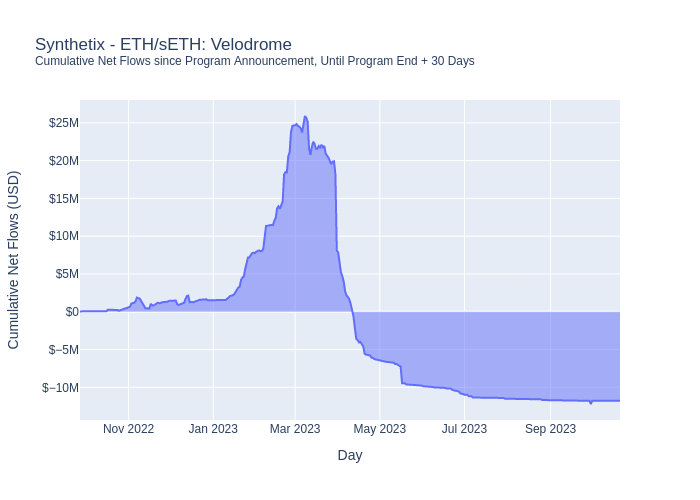 Synthetix - ETH/sETH: Velodrome
Cumulative Net Flows since Program Announcement, Until Program End + 30 Days
Cumulative Net Flows (USD)
$25M
$20M
$15M
$10M
$5M
$0
$−5M
$−10M
Nov 2022 Jan 2023 Mar 2023 May 2023 Jul 2023 Sep 2023
Day